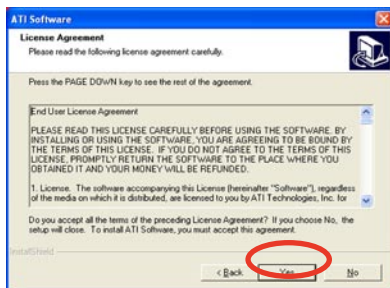 ATI Software
License Agreement
Please read the following license agreement carefully.
Press the PAGE DOWN key to see the rest of the agreement.
End User License Agreement
PLEASE READ THIS LICENSE CAREFULLY BEFORE USING THE SOFTWARE. BY
INSTALLING OR USING THE SOFTWARE, YOU ARE AGREEING TO BE BOUND BY
THE TERMS OF THIS LICENSE. IF YOU DO NOT AGREE TO THE TERMS OF THIS
LICENSE, PROMPTLY RETURN THE SOFTWARE TO THE PLACE WHERE YOU
OBTAINED IT AND YOUR MONEY WILL BE REFUNDED.
1. License. The software accompanying this License (hereinafter "Software"), regardless
of the media on which it is distributed, are licensed to you by ATI Technologies, Inc. for
Do you accept all the terms of the preceding License Agreement? If you choose No, the
setup will close. To install ATI Software, you must accept this agreement.
InstallShield
< Back Yes No